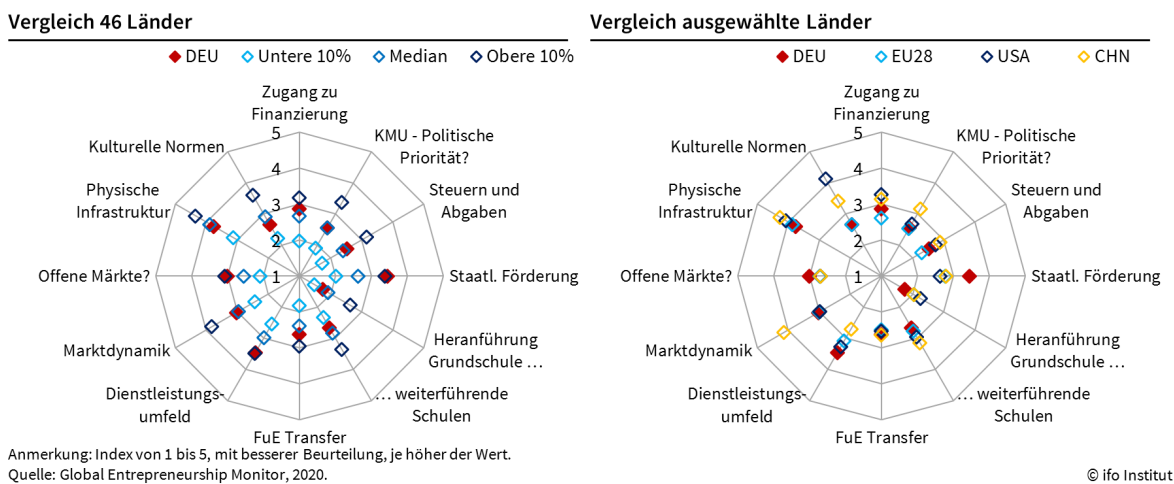 Vergleich 46 Länder
DEU Untere 10% Median Obere 10%
Zugang zu
Finanzierung
KMU - Politische
Priorität?
Steuern und
Abgaben
Staatl. Förderung
Heranführung
Grundschule ...
... weiterführende
Schulen
FuE Transfer
Dienstleistungs-
umfeld
Marktdynamik
Offene Märkte?
Physische
Infrastruktur
Kulturelle Normen
5
4
3
2
1
Vergleich ausgewählte Länder
DEU EU28 USA CHN
Zugang zu
Finanzierung
KMU - Politische
Priorität?
Steuern und
Abgaben
Staatl. Förderung
Heranführung
Grundschule ...
... weiterführende
Schulen
FuE Transfer
Dienstleistungs-
umfeld
Marktdynamik
Offene Märkte?
Physische
Infrastruktur
Kulturelle Normen
5
4
3
2
1
Anmerkung: Index von 1 bis 5, mit besserer Beurteilung, je höher der Wert.
Quelle: Global Entrepreneurship Monitor, 2020.
© ifo Institut